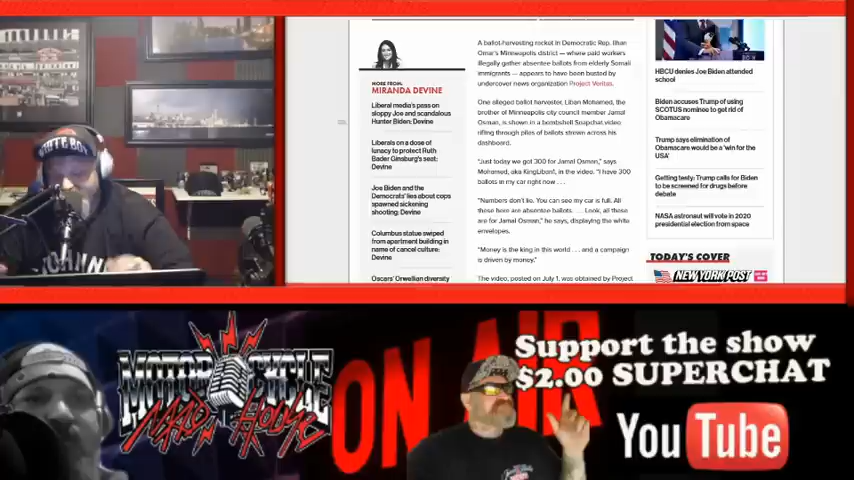 WHITE BOY
A ballot-harvesting racket in Democratic Rep. Ilhan
Omar's Minneapolis district — where paid workers
illegally gather absentee ballots from elderly Somali
immigrants — appears to have been busted by
undercover news organization Project Veritas.
One alleged ballot harvester, Liban Mohamed, the
brother of Minneapolis city council member Jamal
Osman, is shown in a bombshell Snapchat video
rifling through piles of ballots strewn across his
dashboard.
"Just today we got 300 for Jamal Osman," says
Mohamed, aka KingLiban1, in the video. "I have 300
ballots in my car right now . . .
"Numbers don't lie. You can see my car is full. All
these here are absentee ballots. . . . Look, all these
are for Jamal Osman," he says, displaying the white
envelopes.
"Money is the king in this world . . . and a campaign
is driven by money."
The video, posted on July 1, was obtained by Project
MORE FROM:
MIRANDA DEVINE
Liberal media's pass on
sloppy Joe and scandalous
Hunter Biden: Devine
Liberals on a dose of
lunacy to protect Ruth
Bader Ginsburg's seat:
Devine
Joe Biden and the
Democrats' lies about cops
spawned sickening
shooting: Devine
Columbus statue swiped
from apartment building in
name of cancel culture:
Devine
Oscars' Orwellian diversity
HBCU denies Joe Biden attended
school
Biden accuses Trump of using
SCOTUS nominee to get rid of
Obamacare
Trump says elimination of
Obamacare would be a 'win for the
USA'
Getting testy: Trump calls for Biden
to be screened for drugs before
debate
NASA astronaut will vote in 2020
presidential election from space
TODAY'S COVER
NEW YORK POST
MOTORCYCLE
MAD HOUSE
ON AIR
Support the show
$2.00 SUPERCHAT
YouTube